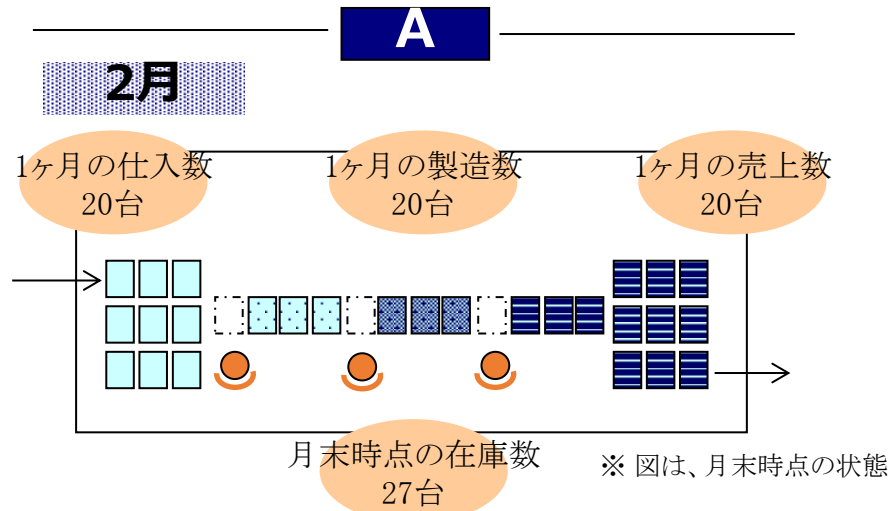 A
2月
1ヶ月の仕入数
20台
1ヶ月の製造数
20台
1ヶ月の売上数
20台
月末時点の在庫数
27台
※ 図は、月末時点の状態